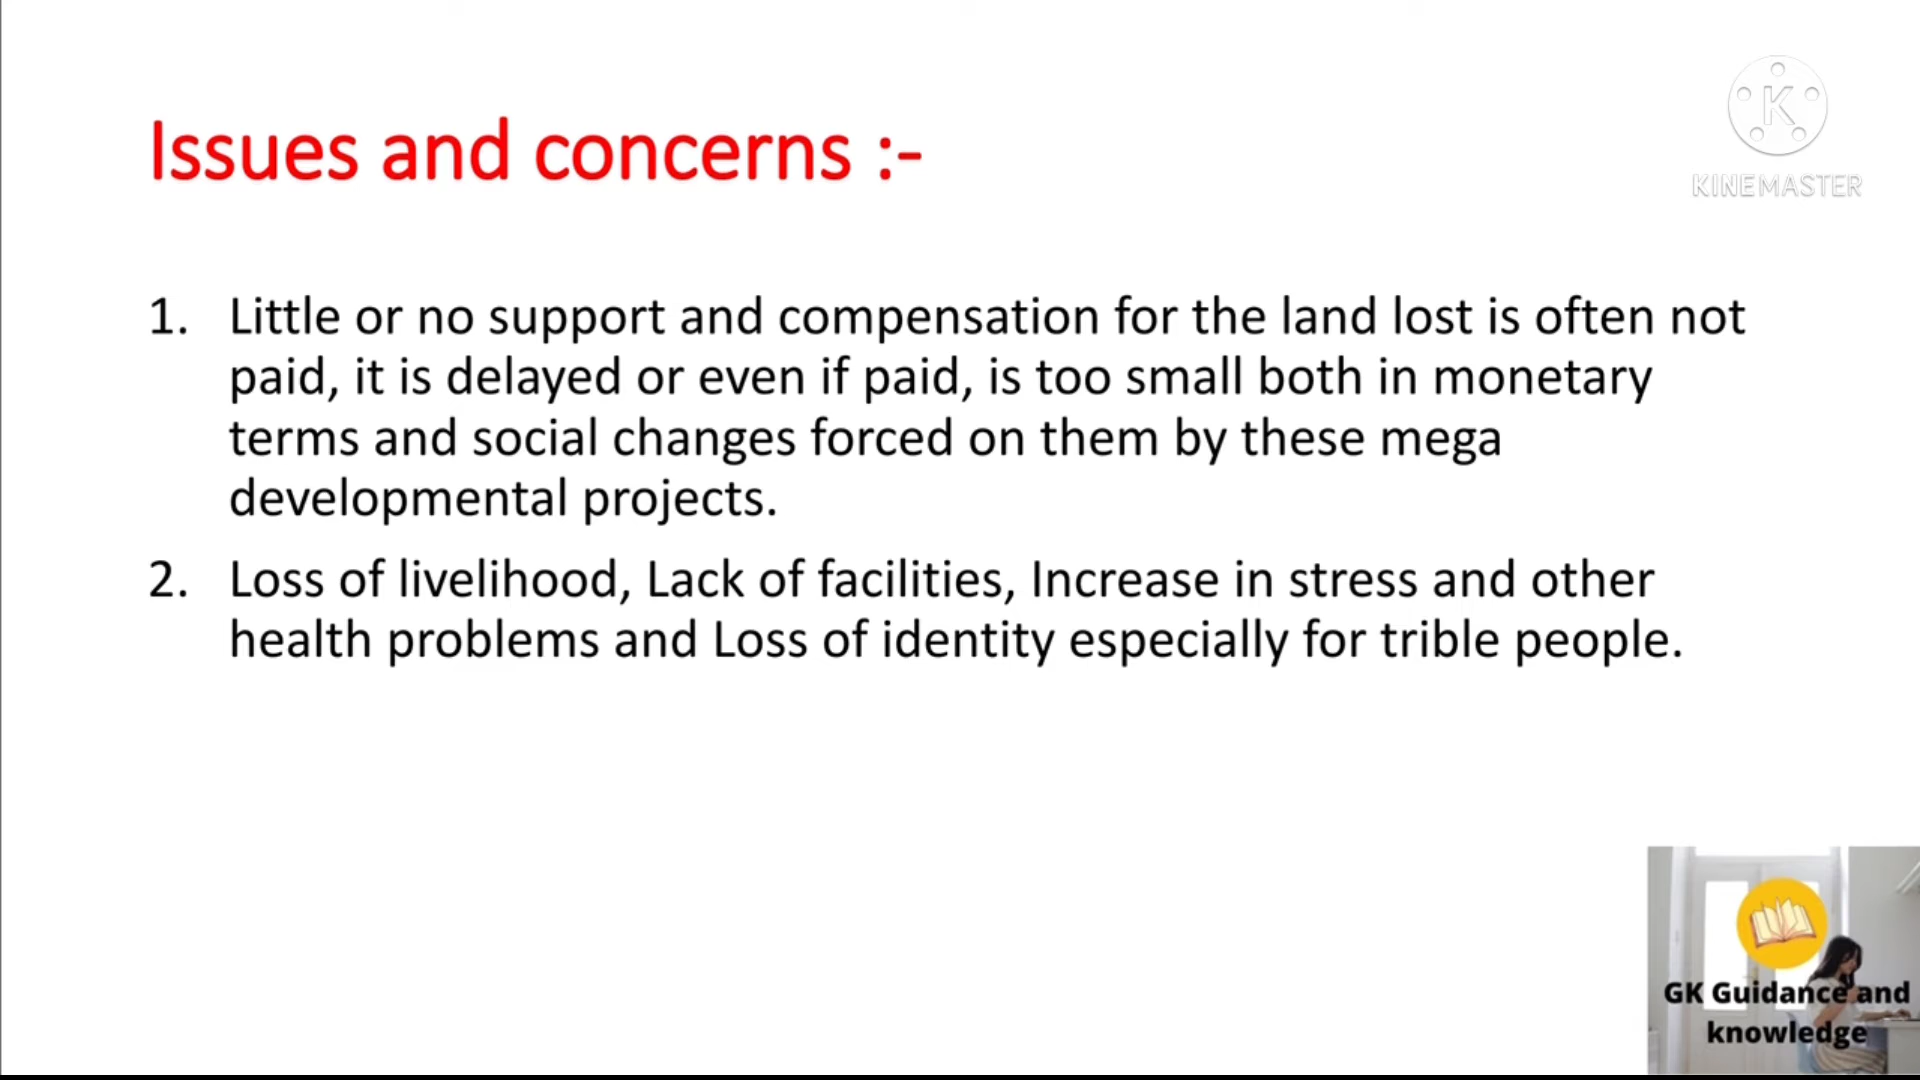 Issues and concerns :-
K
KINEMASTER
1. Little or no support and compensation for the land lost is often not
paid, it is delayed or even if paid, is too small both in monetary
terms and social changes forced on them by these mega
developmental projects.
2. Loss of livelihood, Lack of facilities, Increase in stress and other
health problems and Loss of identity especially for trible people.
GK Guidance and
knowledge